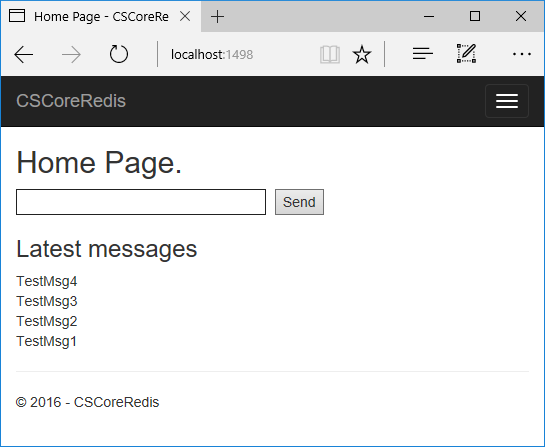 Home Page - CSCoreRe
localhost:1498
CSCoreRedis
Home Page.
Send
Latest messages
TestMsg4
TestMsg3
TestMsg2
TestMsg1
© 2016 - CSCoreRedis